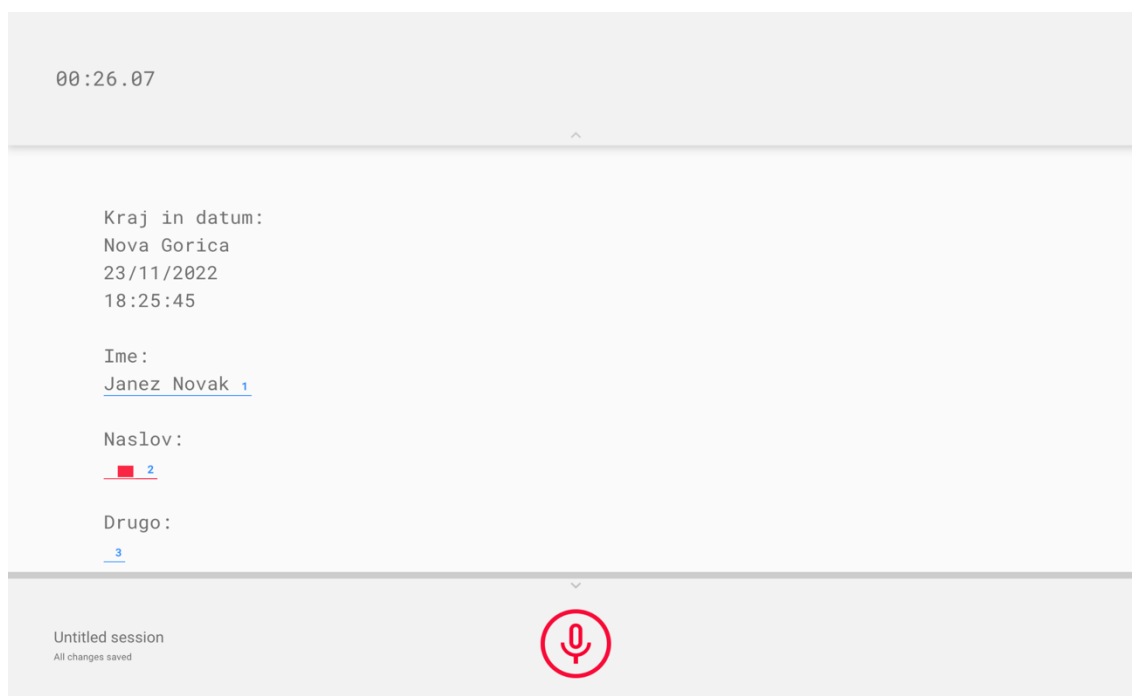 00:26.07
Kraj in datum:
Nova Gorica
23/11/2022
18:25:45
Ime:
Janez Novak 1
Naslov:
2
Drugo:
3
Untitled session
All changes saved